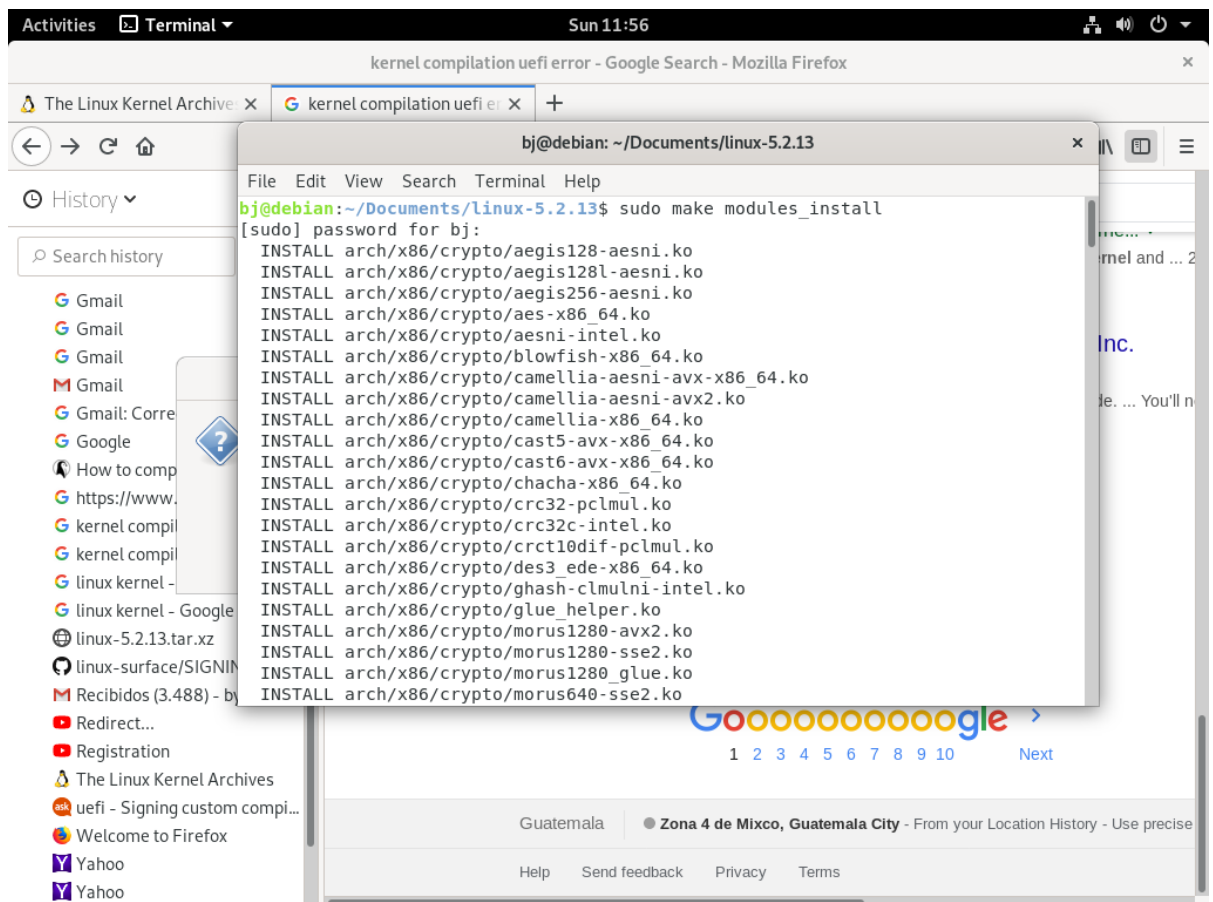 Activities Terminal Sun 11:56
kernel compilation uefi error - Google Search - Mozilla Firefox
The Linux Kernel Archive kernel compilation uefi er
History
Search history
Gmail
Gmail
Gmail
Gmail
Gmail: Corre
Google
How to comp
https://www.
kernel compil
kernel compil
linux kernel -
linux kernel - Google
linux-5.2.13.tar.xz
linux-surface/SIGNIN
Recibidos (3.488) - by
Redirect...
Registration
The Linux Kernel Archives
uefi - Signing custom compi...
Welcome to Firefox
Yahoo
Yahoo
bj@debian: ~/Documents/linux-5.2.13
File Edit View Search Terminal Help
bj@debian:~/Documents/linux-5.2.13$ sudo make modules_install
[sudo] password for bj:
INSTALL arch/x86/crypto/aegis128-aesni.ko
INSTALL arch/x86/crypto/aegis128l-aesni.ko
INSTALL arch/x86/crypto/aegis256-aesni.ko
INSTALL arch/x86/crypto/aes-x86_64.ko
INSTALL arch/x86/crypto/aesni-intel.ko
INSTALL arch/x86/crypto/blowfish-x86_64.ko
INSTALL arch/x86/crypto/camellia-aesni-avx-x86_64.ko
INSTALL arch/x86/crypto/camellia-aesni-avx2.ko
INSTALL arch/x86/crypto/camellia-x86_64.ko
INSTALL arch/x86/crypto/cast5-avx-x86_64.ko
INSTALL arch/x86/crypto/cast6-avx-x86_64.ko
INSTALL arch/x86/crypto/chacha-x86_64.ko
INSTALL arch/x86/crypto/crc32-pclmul.ko
INSTALL arch/x86/crypto/crc32c-intel.ko
INSTALL arch/x86/crypto/crct10dif-pclmul.ko
INSTALL arch/x86/crypto/des3_ede-x86_64.ko
INSTALL arch/x86/crypto/ghash-clmulni-intel.ko
INSTALL arch/x86/crypto/glue_helper.ko
INSTALL arch/x86/crypto/morus1280-avx2.ko
INSTALL arch/x86/crypto/morus1280-sse2.ko
INSTALL arch/x86/crypto/morus1280_glue.ko
INSTALL arch/x86/crypto/morus640-sse2.ko
ernel and ... 2
Inc.
de. ... You'll n
Goooooooooogle
1 2 3 4 5 6 7 8 9 10 Next
Guatemala Zona 4 de Mixco, Guatemala City - From your Location History - Use precise
Help Send feedback Privacy Terms